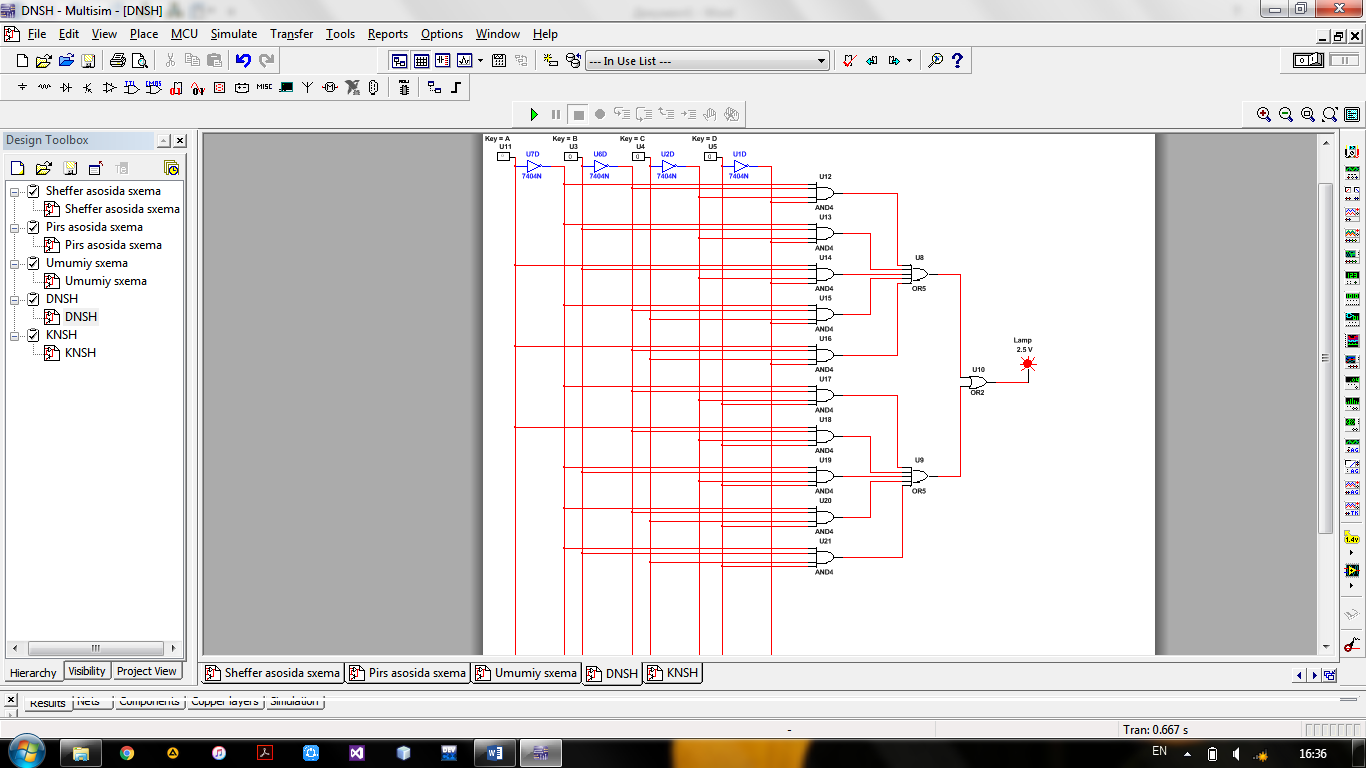 DNSH - Multisim - [DNSH]
File Edit View Place MCU Simulate Transfer Tools Reports Options Window Help
--- In Use List ---
MISC
Design Toolbox
Sheffer asosida sxema
Sheffer asosida sxema
Pirs asosida sxema
Pirs asosida sxema
Umumiy sxema
Umumiy sxema
DNSH
DNSH
KNSH
KNSH
Hierarchy Visibility Project View
Key = A Key = B Key = C Key = D
U11 U7D U3 U6D U4 U2D U5 U1D
7404N 7404N 7404N 7404N
U12
AND4
U13
AND4
U14
AND4
U15
AND4
U16
AND4
U17
AND4
U18
AND4
U19
AND4
U20
AND4
U21
AND4
U8
OR5
U9
OR5
U10
OR2
Lamp
2.5 V
Sheffer asosida sxema Pirs asosida sxema Umumiy sxema DNSH KNSH
Results Nets Components Copper layers Simulation
- Tran: 0.667 s
EN 16:36